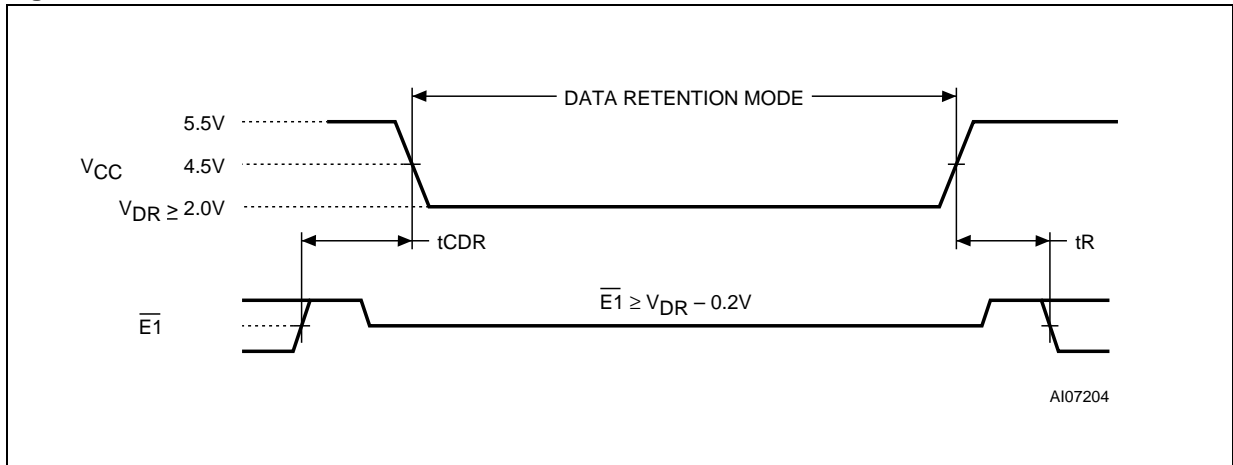 DATA RETENTION MODE
5.5V
VCC 4.5V
VDR ≥ 2.0V
tCDR
tR
E1 ≥ VDR – 0.2V
E1
AI07204